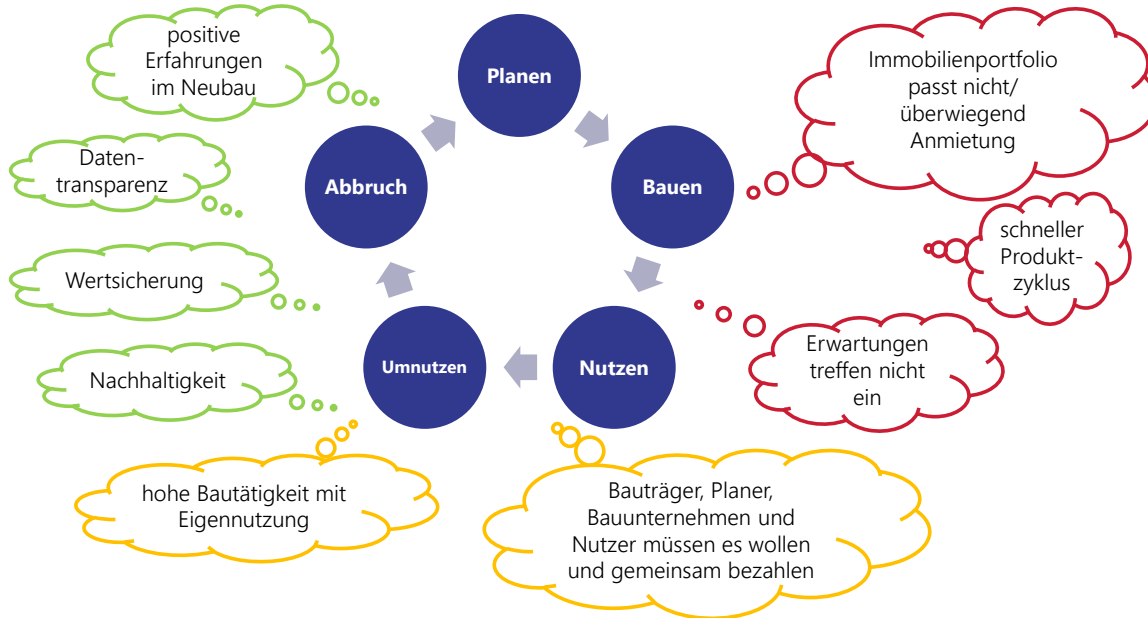 positive
Erfahrungen
im Neubau
Planen
Immobilienportfolio
passt nicht/
überwiegend
Anmietung
Daten-
transparenz
Abbruch
Bauen
schneller
Produkt-
zyklus
Wertsicherung
Nachhaltigkeit
Umnutzen
Nutzen
Erwartungen
treffen nicht
ein
hohe Bautätigkeit mit
Eigennutzung
Bauträger, Planer,
Bauunternehmen und
Nutzer müssen es wollen
und gemeinsam bezahlen